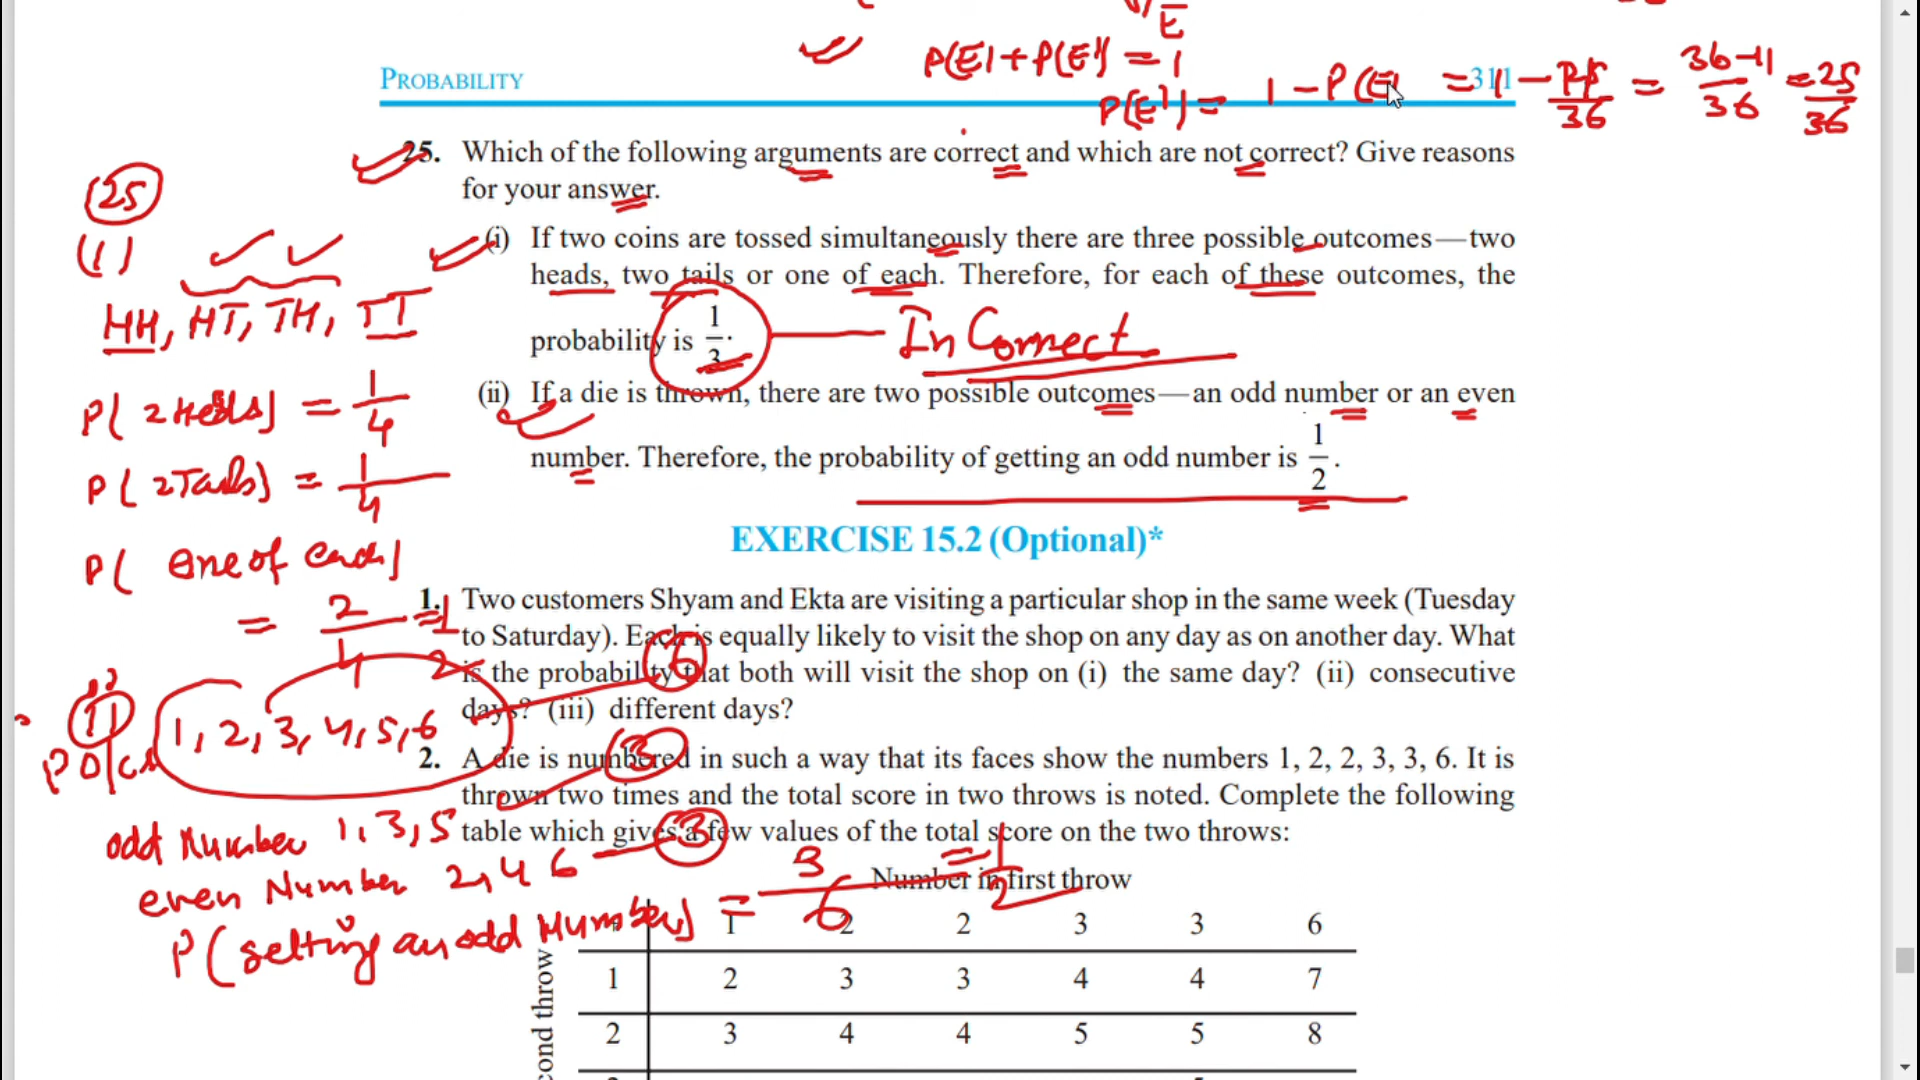 E
P(E) + P(E') = 1
P(E') = 1 - P(E) = 1 - 11/36 = 36-11/36 = 25/36
PROBABILITY 311
25. Which of the following arguments are correct and which are not correct? Give reasons
for your answer.
(25)
(i) If two coins are tossed simultaneously there are three possible outcomes—two
heads, two tails or one of each. Therefore, for each of these outcomes, the
probability is 1/3.
(i)
HH, HT, TH, TT
InCorrect
(ii) If a die is thrown, there are two possible outcomes—an odd number or an even
number. Therefore, the probability of getting an odd number is 1/2.
P( 2 Heads) = 1/4
P( 2 Tails) = 1/4
P( one of each)
= 2/4 = 1/2
EXERCISE 15.2 (Optional)*
1. Two customers Shyam and Ekta are visiting a particular shop in the same week (Tuesday
to Saturday). Each is equally likely to visit the shop on any day as on another day. What
is the probability that both will visit the shop on (i) the same day? (ii) consecutive
days? (iii) different days?
(ii) 1, 2, 3, 4, 5, 6 6
2. A die is numbered in such a way that its faces show the numbers 1, 2, 2, 3, 3, 6. It is
thrown two times and the total score in two throws is noted. Complete the following
table which gives a few values of the total score on the two throws:
odd Number 1, 3, 5 3
even Number 2, 4 6 3
P(getting an odd Number) = 3/6 = 1/2
Number in first throw
+ 1 2 2 3 3 6
1 2 3 3 4 4 7
2 3 4 4 5 5 8